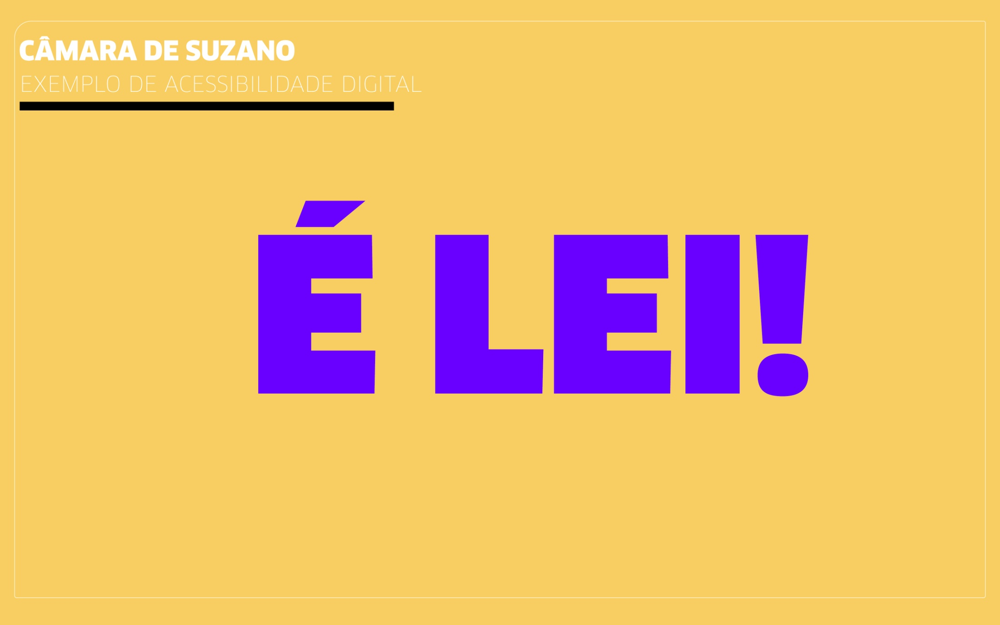 CÂMARA DE SUZANO
EXEMPLO DE ACESSIBILIDADE DIGITAL
É LEI!